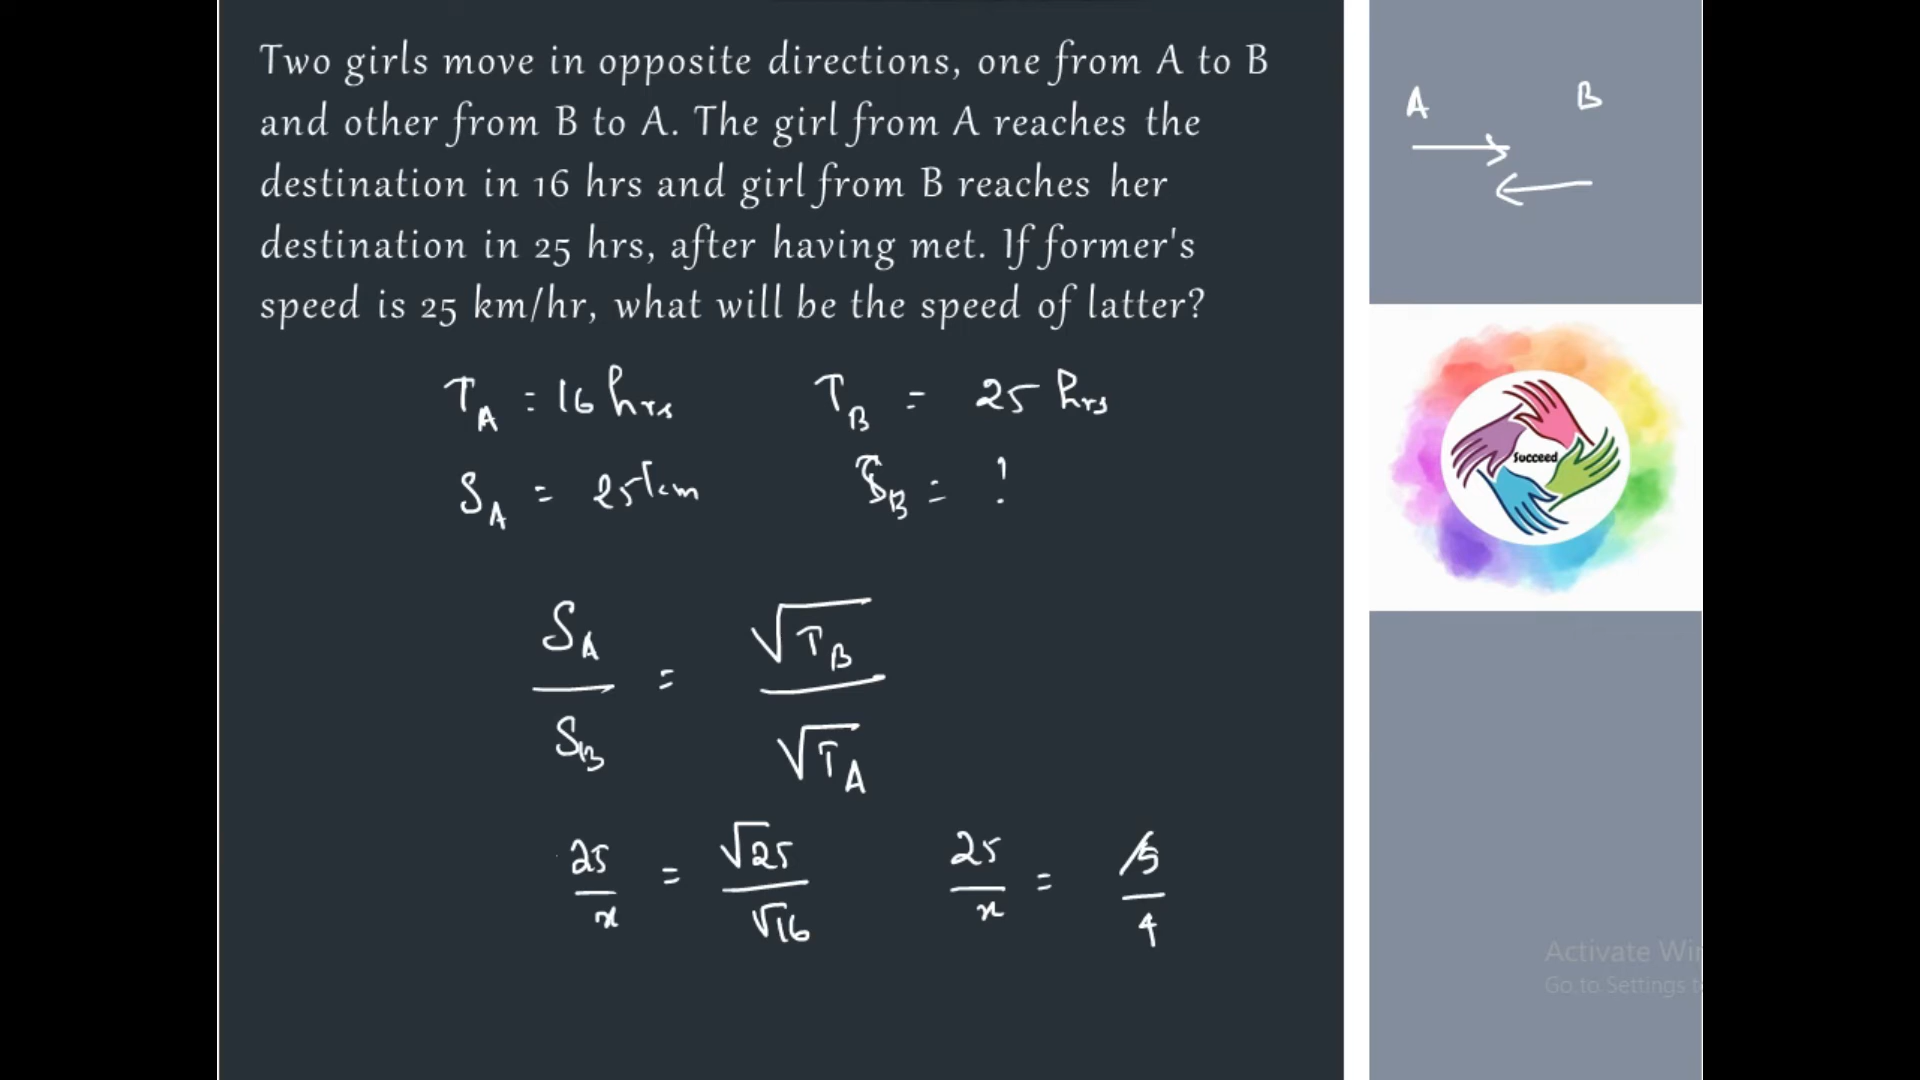 Two girls move in opposite directions, one from A to B
and other from B to A. The girl from A reaches the
destination in 16 hrs and girl from B reaches her
destination in 25 hrs, after having met. If former's
speed is 25 km/hr, what will be the speed of latter?
T_A = 16 hrs T_B = 25 hrs
S_A = 25 km S_B = ?
S_A / S_B = √T_B / √T_A
25 / x = √25 / √16 25 / x = 5 / 4
A B
Succeed
Activate Win
Go to Settings t